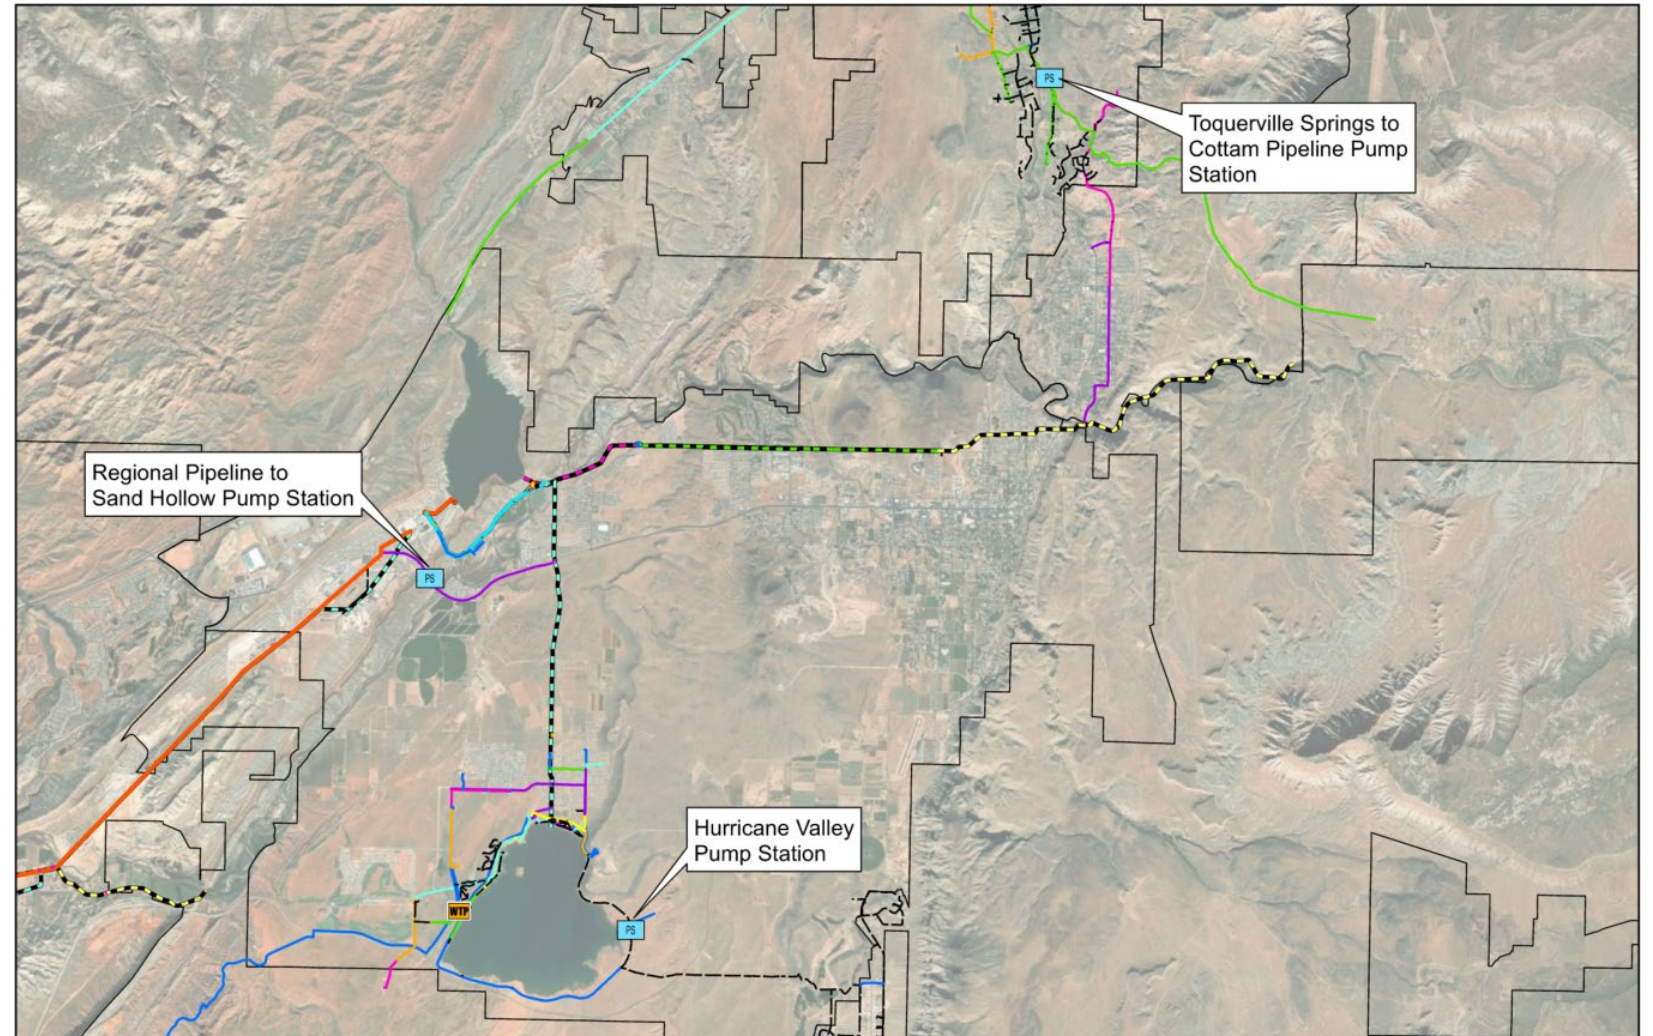 PS
Toquerville Springs to
Cottam Pipeline Pump
Station
Regional Pipeline to
Sand Hollow Pump Station
PS
Hurricane Valley
Pump Station
WTP
PS